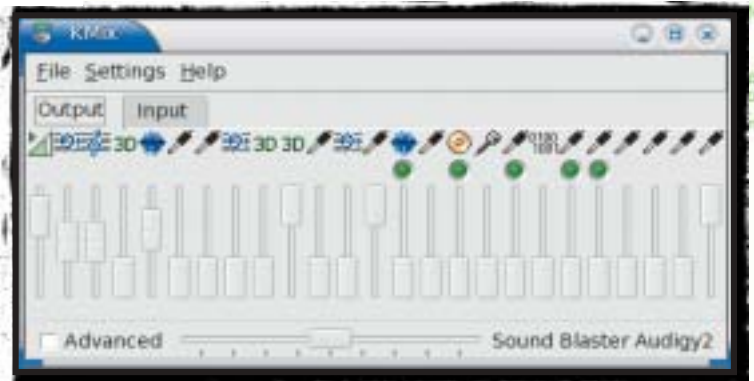 KMix
File Settings Help
Output Input
3D 3D 3D
Advanced Sound Blaster Audigy2